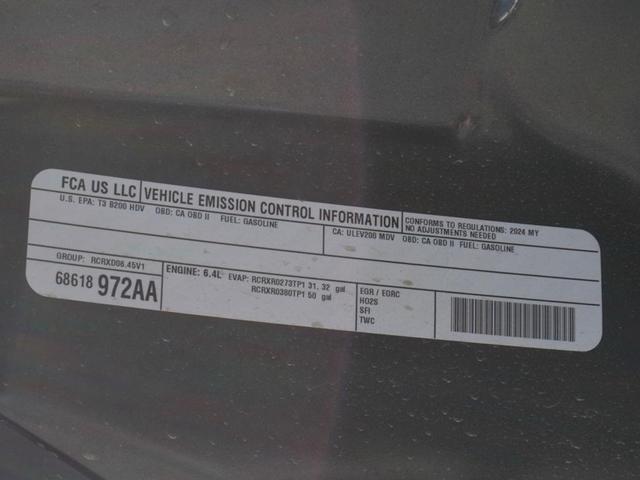 FCA US LLC
VEHICLE EMISSION CONTROL INFORMATION
CONFORMS TO REGULATIONS: 2024 MY
NO ADJUSTMENTS NEEDED
U.S. EPA: T3 B200 HDV OBD: CA OBD II FUEL: GASOLINE
CA: ULEV200 MDV OBD: CA OBD II FUEL: GASOLINE
GROUP: RCRXD06.45V1
68618 972AA
ENGINE: 6.4L EVAP: RCRXR0273TP1 31. 32 gal
RCRXR0380TP1 50 gal
EGR / EGRC
HO2S
SFI
TWC